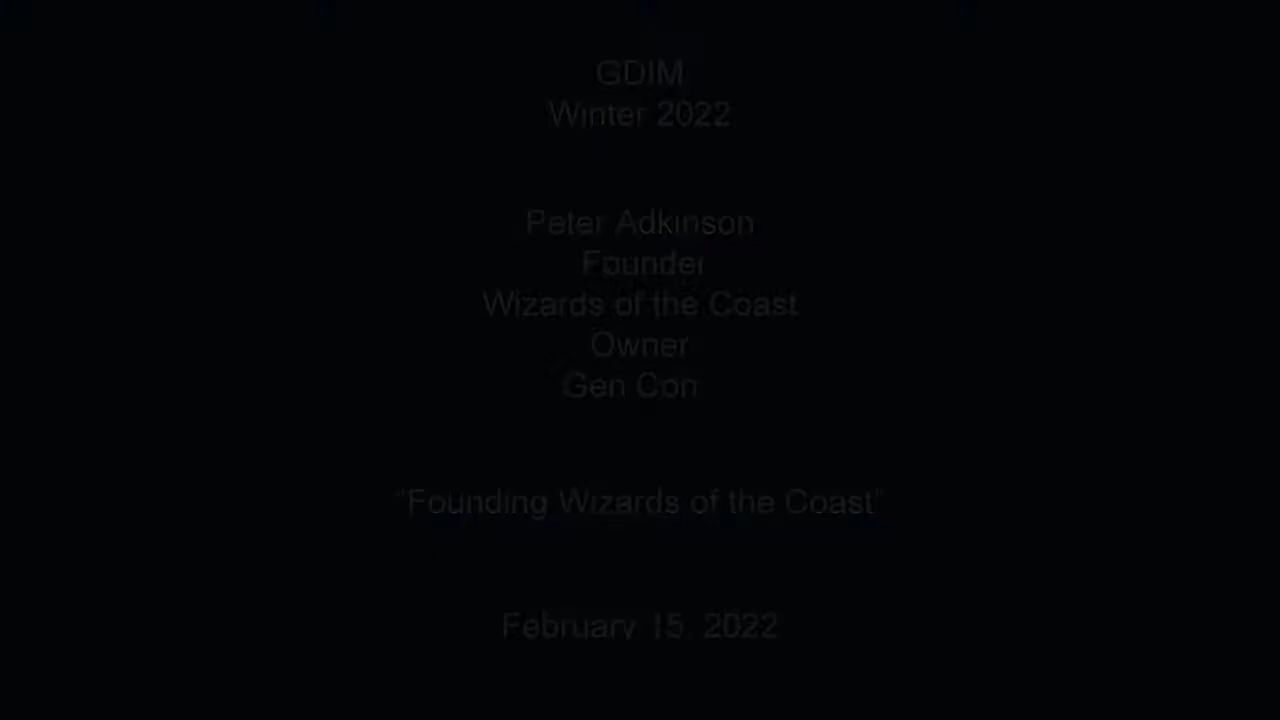 GDIM
Winter 2022
Peter Adkinson
Founder
Wizards of the Coast
Owner
Gen Con
"Founding Wizards of the Coast"
February 15, 2022